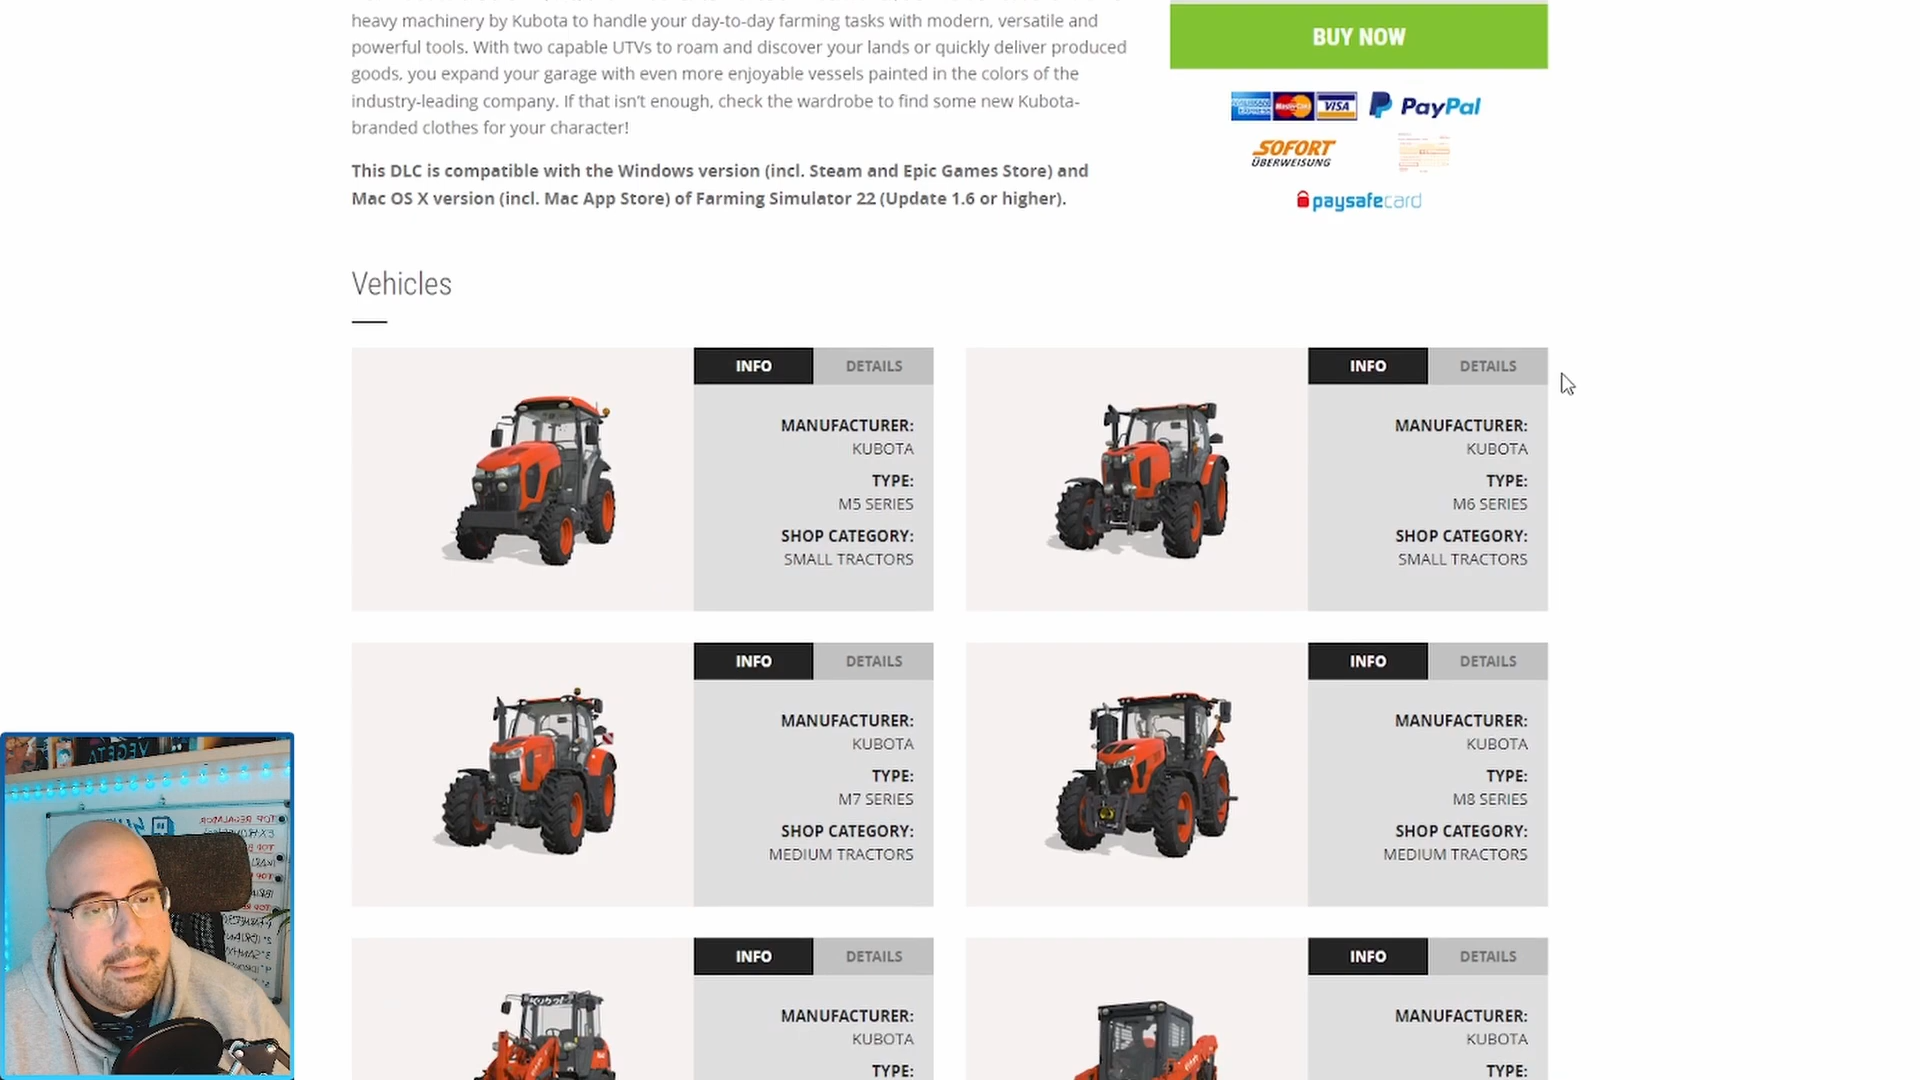 heavy machinery by Kubota to handle your day-to-day farming tasks with modern, versatile and
powerful tools. With two capable UTVs to roam and discover your lands or quickly deliver produced
goods, you expand your garage with even more enjoyable vessels painted in the colors of the
industry-leading company. If that isn't enough, check the wardrobe to find some new Kubota-
branded clothes for your character!
This DLC is compatible with the Windows version (incl. Steam and Epic Games Store) and
Mac OS X version (incl. Mac App Store) of Farming Simulator 22 (Update 1.6 or higher).
BUY NOW
AMERICAN EXPRESS MasterCard VISA PayPal
SOFORT
ÜBERWEISUNG
paysafecard
Vehicles
INFO DETAILS
MANUFACTURER:
KUBOTA
TYPE:
M5 SERIES
SHOP CATEGORY:
SMALL TRACTORS
INFO DETAILS
MANUFACTURER:
KUBOTA
TYPE:
M6 SERIES
SHOP CATEGORY:
SMALL TRACTORS
INFO DETAILS
MANUFACTURER:
KUBOTA
TYPE:
M7 SERIES
SHOP CATEGORY:
MEDIUM TRACTORS
INFO DETAILS
MANUFACTURER:
KUBOTA
TYPE:
M8 SERIES
SHOP CATEGORY:
MEDIUM TRACTORS
INFO DETAILS
Kubota
MANUFACTURER:
KUBOTA
TYPE:
INFO DETAILS
MANUFACTURER:
KUBOTA
TYPE:
VEGETA